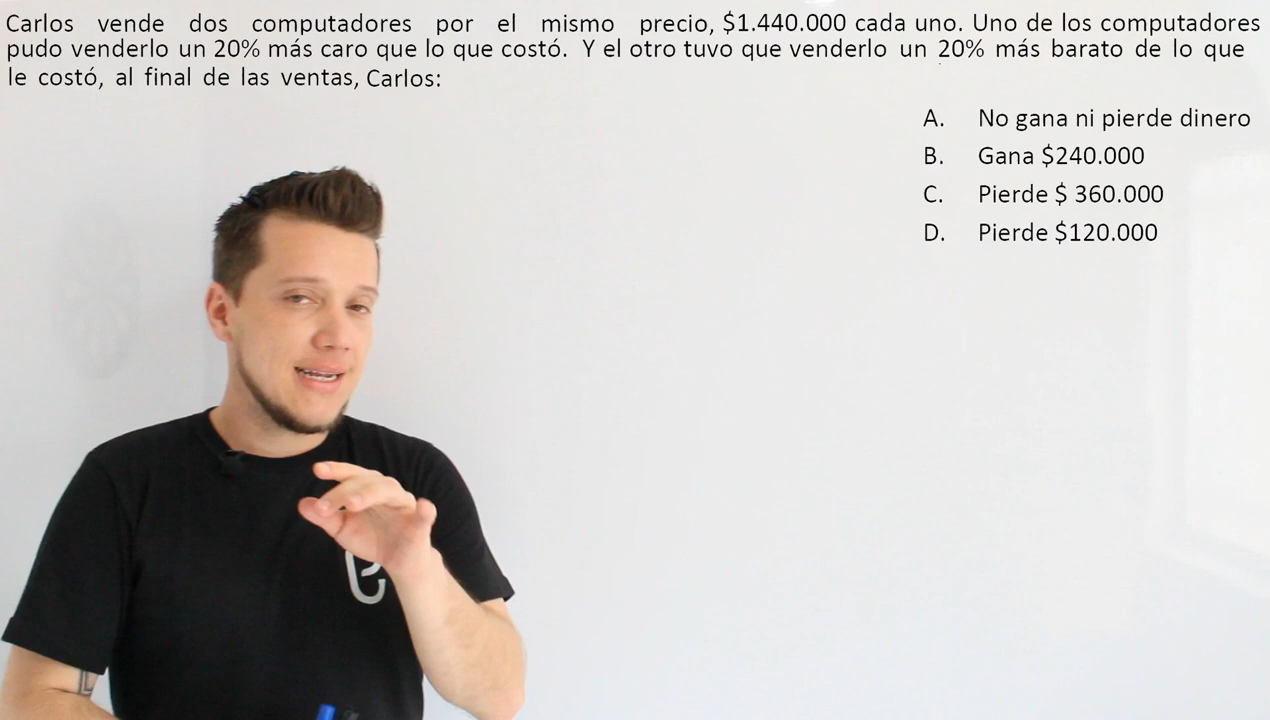 Carlos vende dos computadores por el mismo precio, $1.440.000 cada uno. Uno de los computadores
pudo venderlo un 20% más caro que lo que costó. Y el otro tuvo que venderlo un 20% más barato de lo que
le costó, al final de las ventas, Carlos:
A. No gana ni pierde dinero
B. Gana $240.000
C. Pierde $ 360.000
D. Pierde $120.000